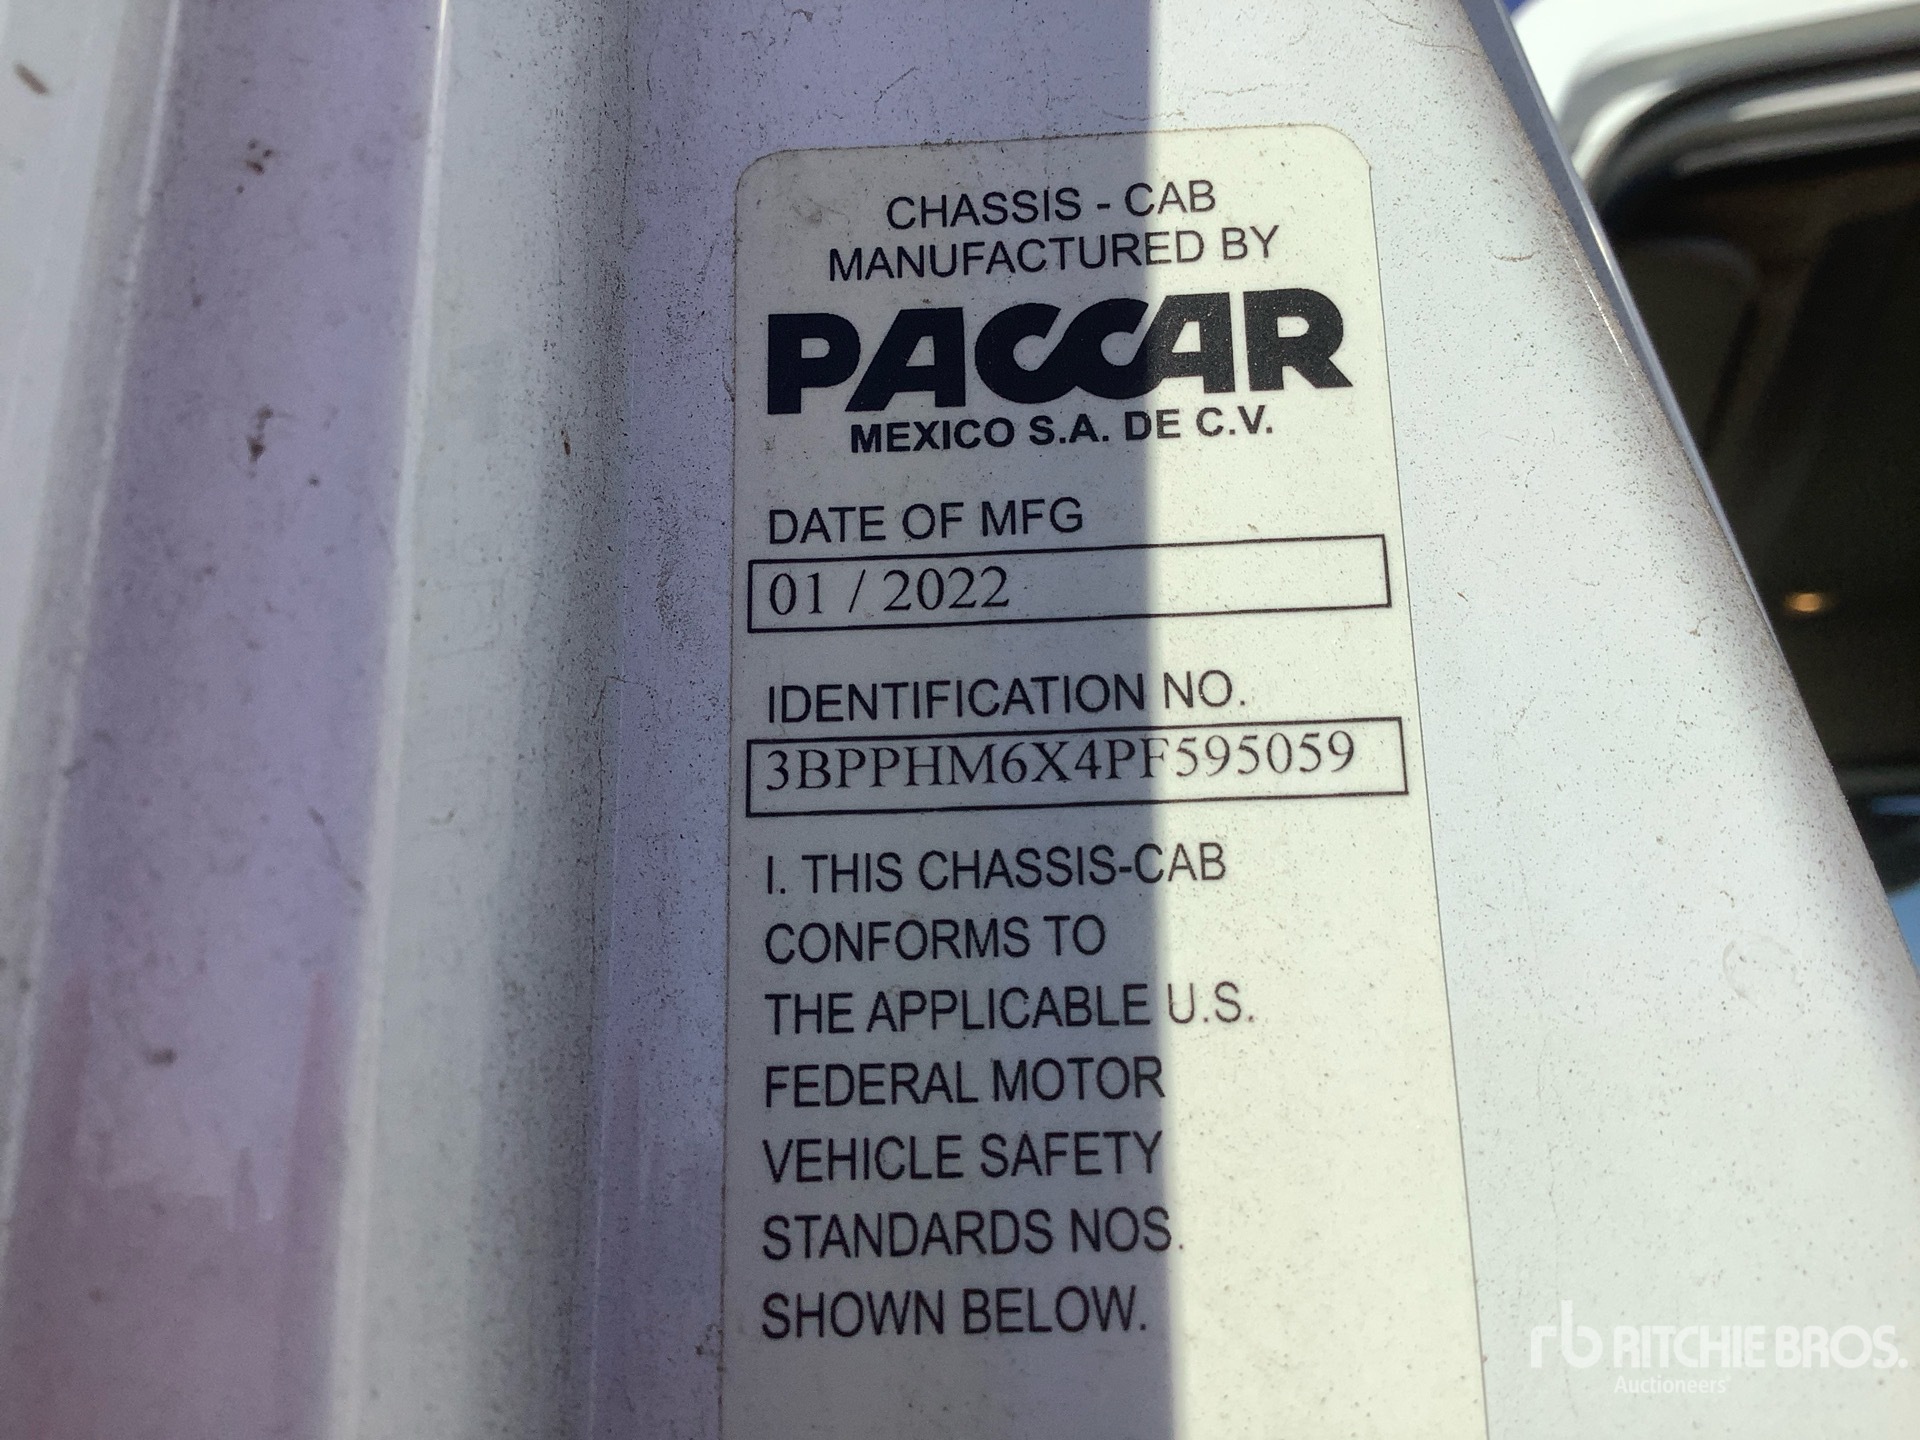 CHASSIS - CAB
MANUFACTURED BY
PACCAR
MEXICO S.A. DE C.V.
DATE OF MFG
01 / 2022
IDENTIFICATION NO.
3BPPHM6X4PF595059
I. THIS CHASSIS-CAB
CONFORMS TO
THE APPLICABLE U.S.
FEDERAL MOTOR
VEHICLE SAFETY
STANDARDS NOS.
SHOWN BELOW.
rb RITCHIE BROS.
Auctioneers